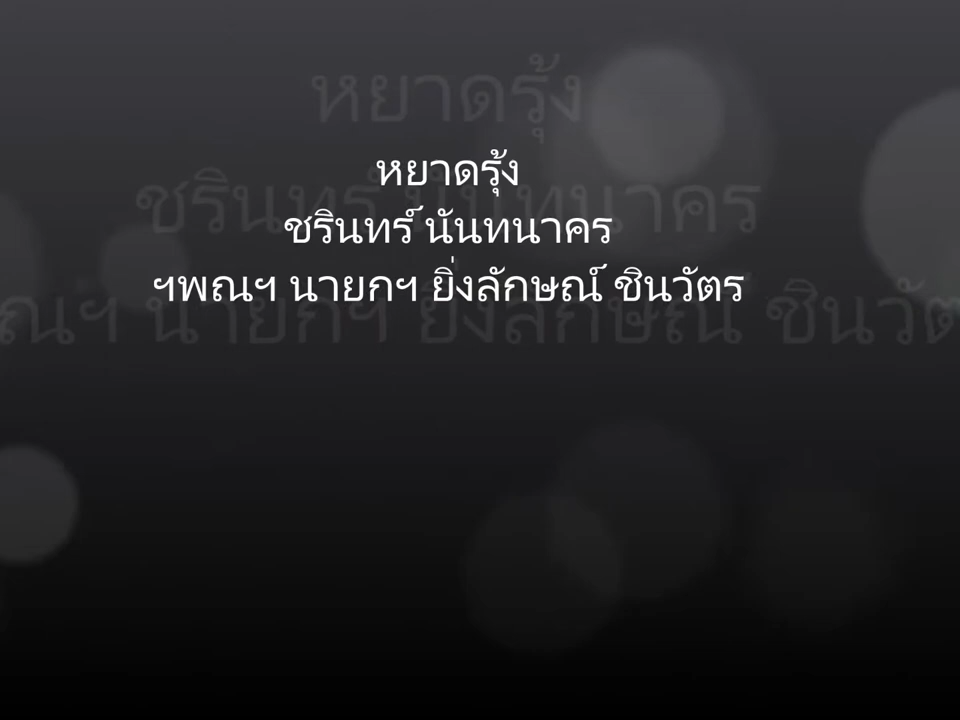 หยาดรุ้ง
ชรินทร์ นันทนาคร
ฯพณฯ นายกฯ ยิ่งลักษณ์ ชินวัตร